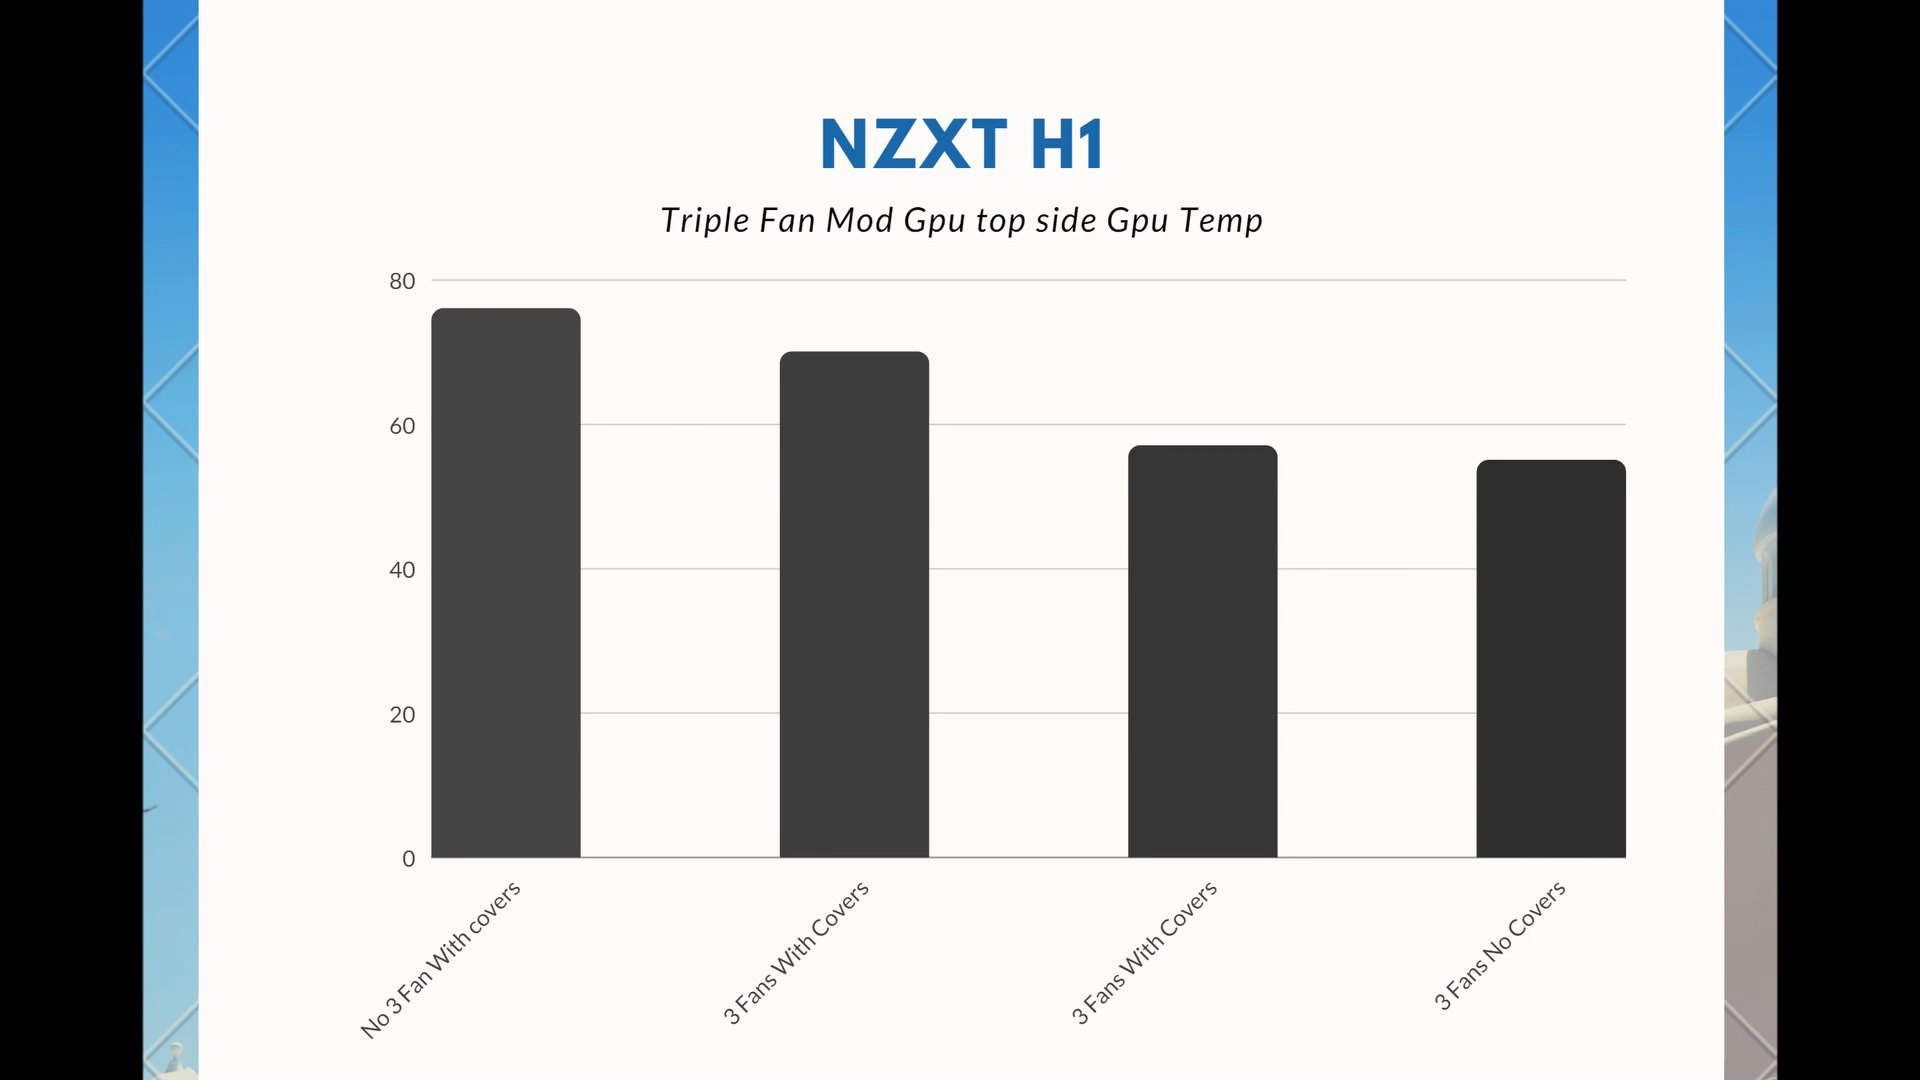 NZXT H1
Triple Fan Mod Gpu top side Gpu Temp
80
60
40
20
0
No 3 Fan With covers
3 Fans With Covers
3 Fans With Covers
3 Fans No Covers